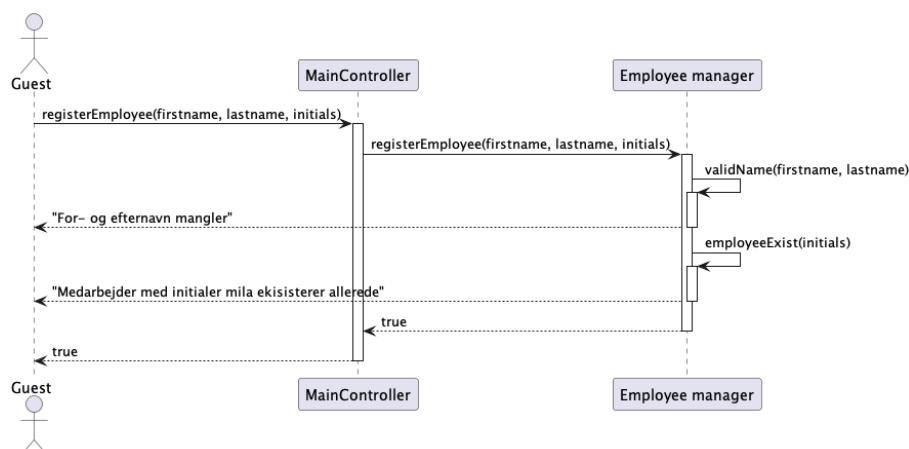 Guest
MainController
Employee manager
registerEmployee(firstname, lastname, initials)
registerEmployee(firstname, lastname, initials)
validName(firstname, lastname)
"For- og efternavn mangler"
employeeExist(initials)
"Medarbejder med initialer mila ekisisterer allerede"
true
true
Guest
MainController
Employee manager